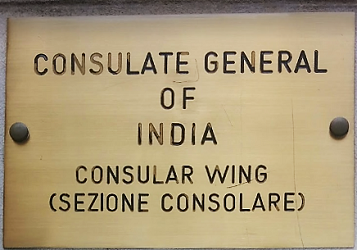 CONSULATE GENERAL
OF
INDIA
CONSULAR WING
(SEZIONE CONSOLARE)